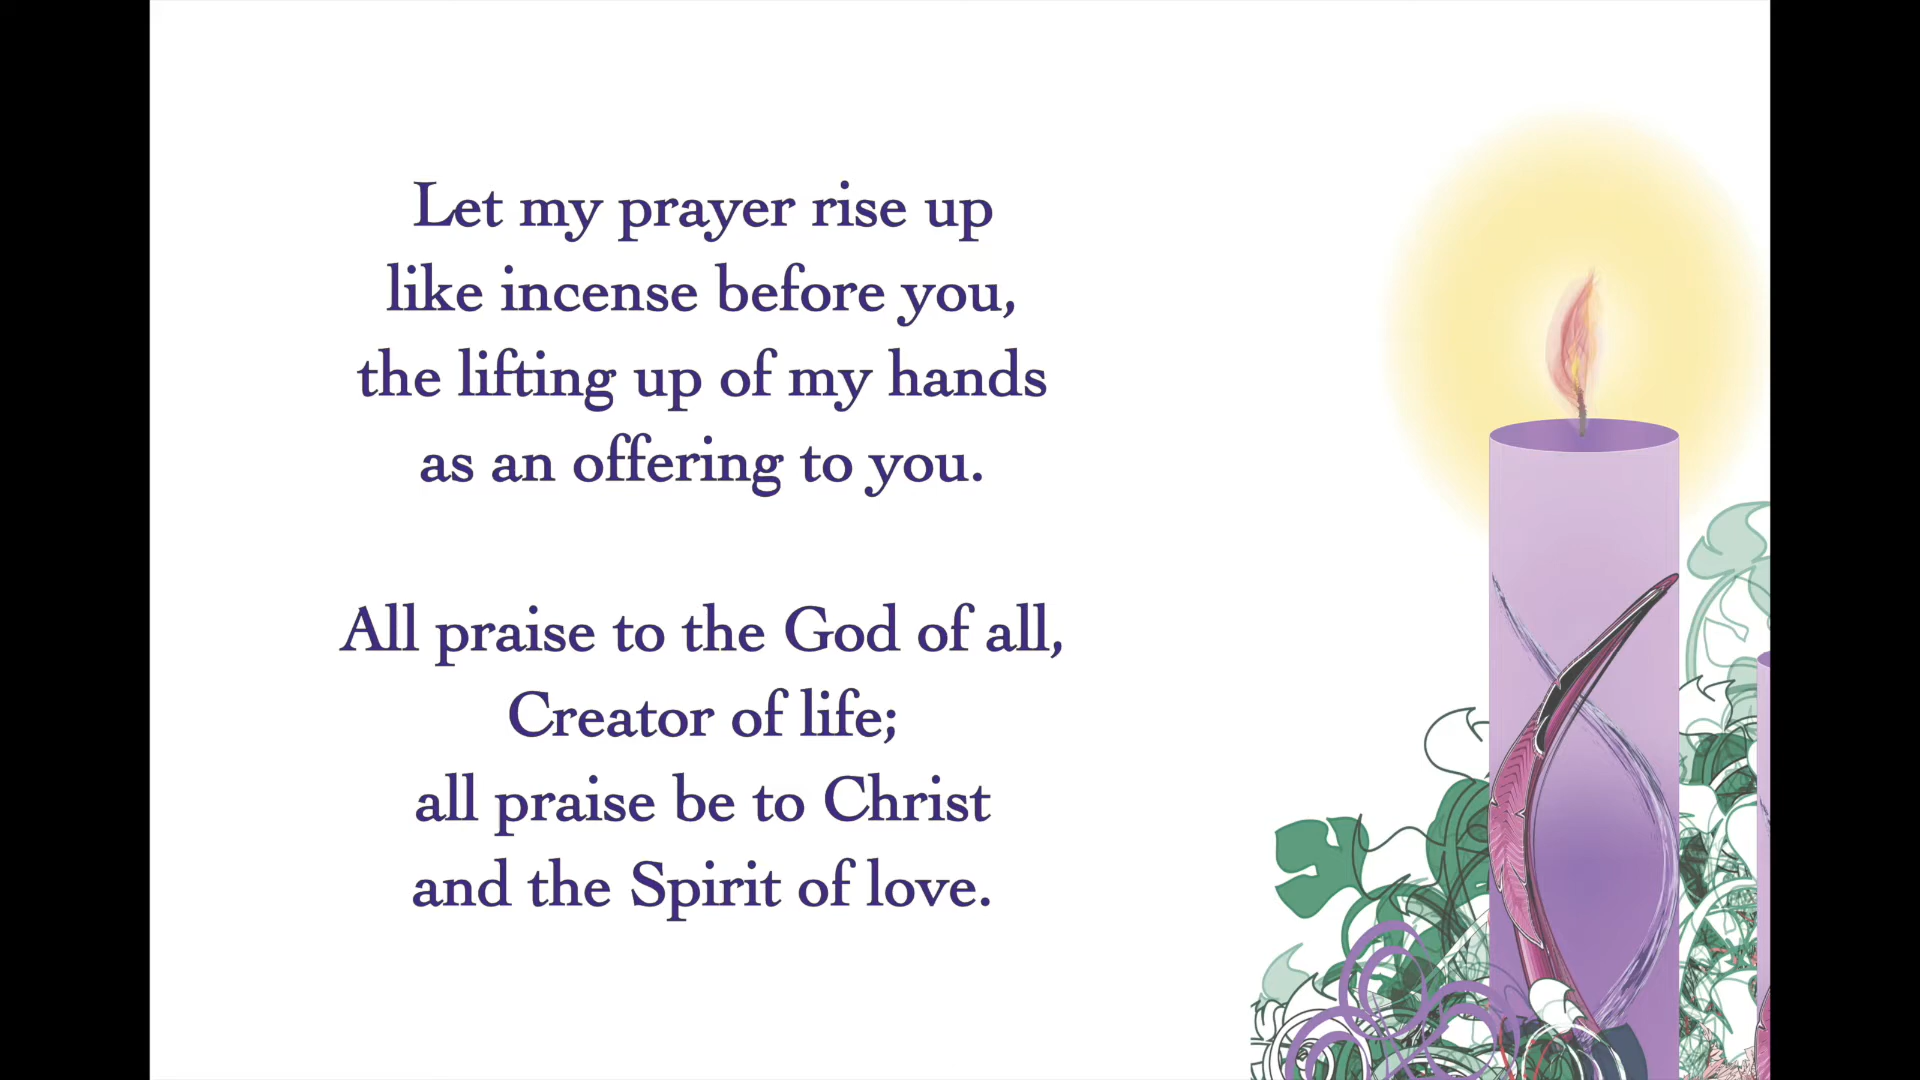 Let my prayer rise up
like incense before you,
the lifting up of my hands
as an offering to you.
All praise to the God of all,
Creator of life;
all praise be to Christ
and the Spirit of love.